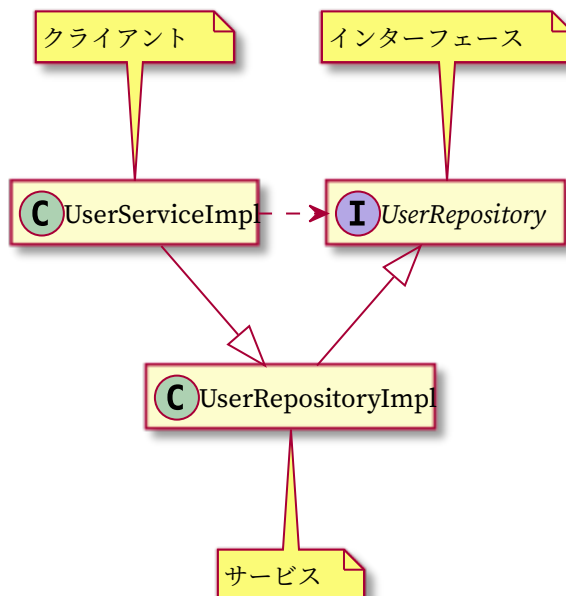 クライアント
インターフェース
C UserServiceImpl
I UserRepository
C UserRepositoryImpl
サービス